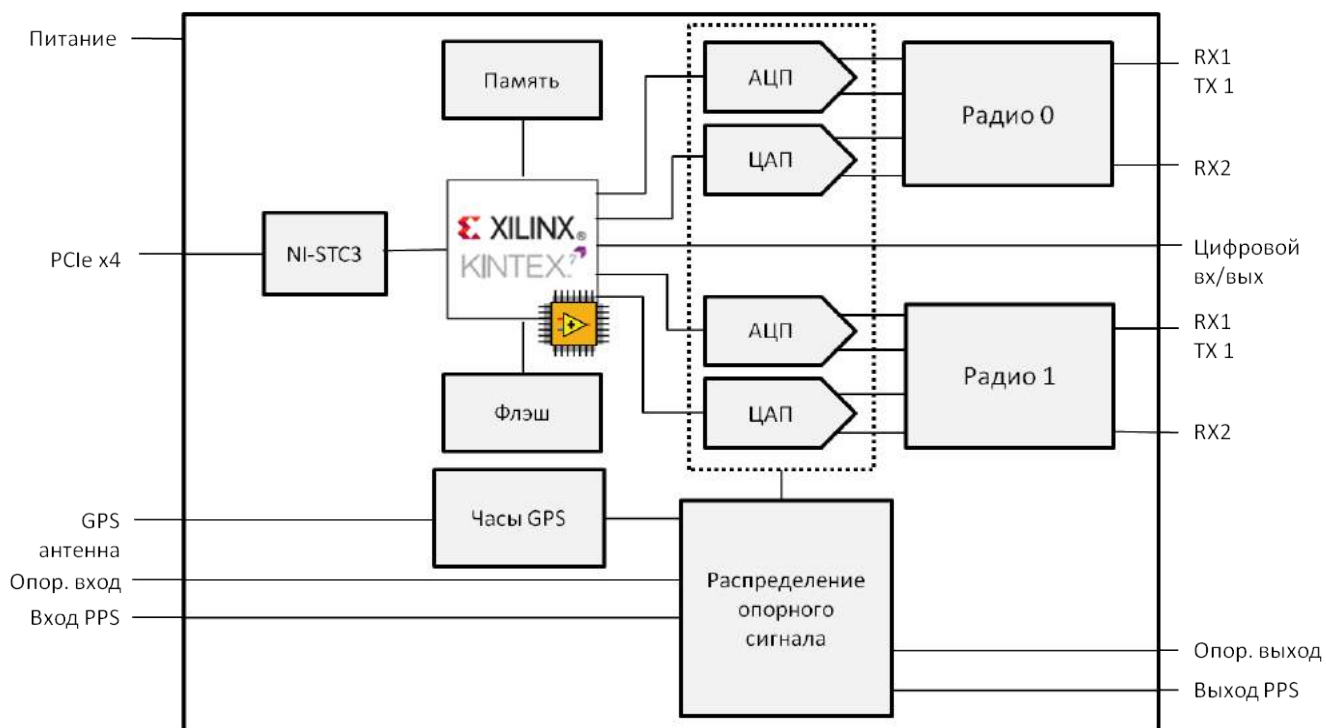 Питание
Память
АЦП
ЦАП
Радио 0
RX1
TX 1
RX2
PCIe x4
NI-STC3
XILINX®
KINTEX.7
Цифровой
вх/вых
АЦП
ЦАП
Радио 1
RX1
TX 1
RX2
Флэш
GPS
антенна
Часы GPS
Опор. вход
Вход PPS
Распределение
опорного
сигнала
Опор. выход
Выход PPS